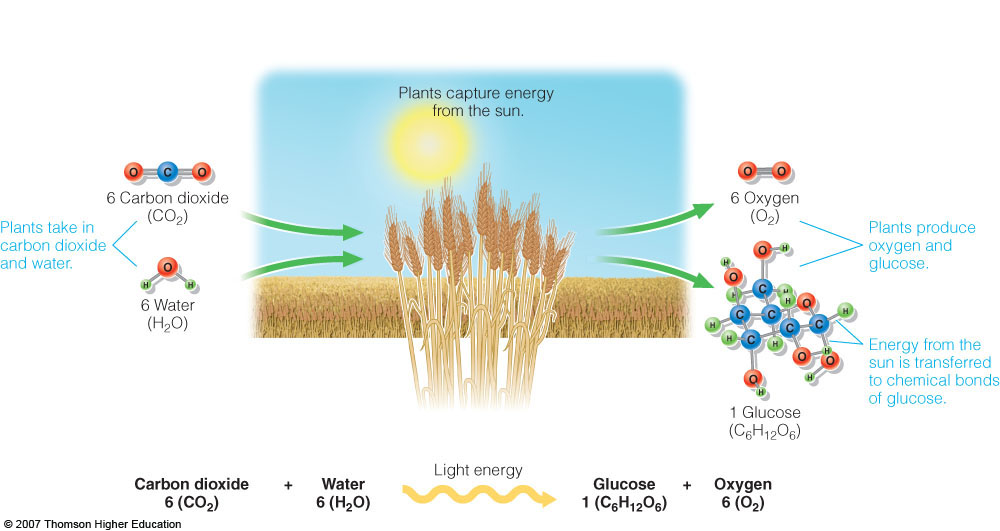 Plants capture energy
from the sun.
O C O
6 Carbon dioxide
(CO₂)
Plants take in
carbon dioxide
and water.
O
H H
6 Water
(H₂O)
O O
6 Oxygen
(O₂)
Plants produce
oxygen and
glucose.
O H
H
O
C
H H
H
O
C C H
H C C
H C H
O H O
H
O
H
Energy from the
sun is transferred
to chemical bonds
of glucose.
1 Glucose
(C₆H₁₂O₆)
Light energy
Carbon dioxide + Water Glucose + Oxygen
6 (CO₂) 6 (H₂O) 1 (C₆H₁₂O₆) 6 (O₂)
© 2007 Thomson Higher Education